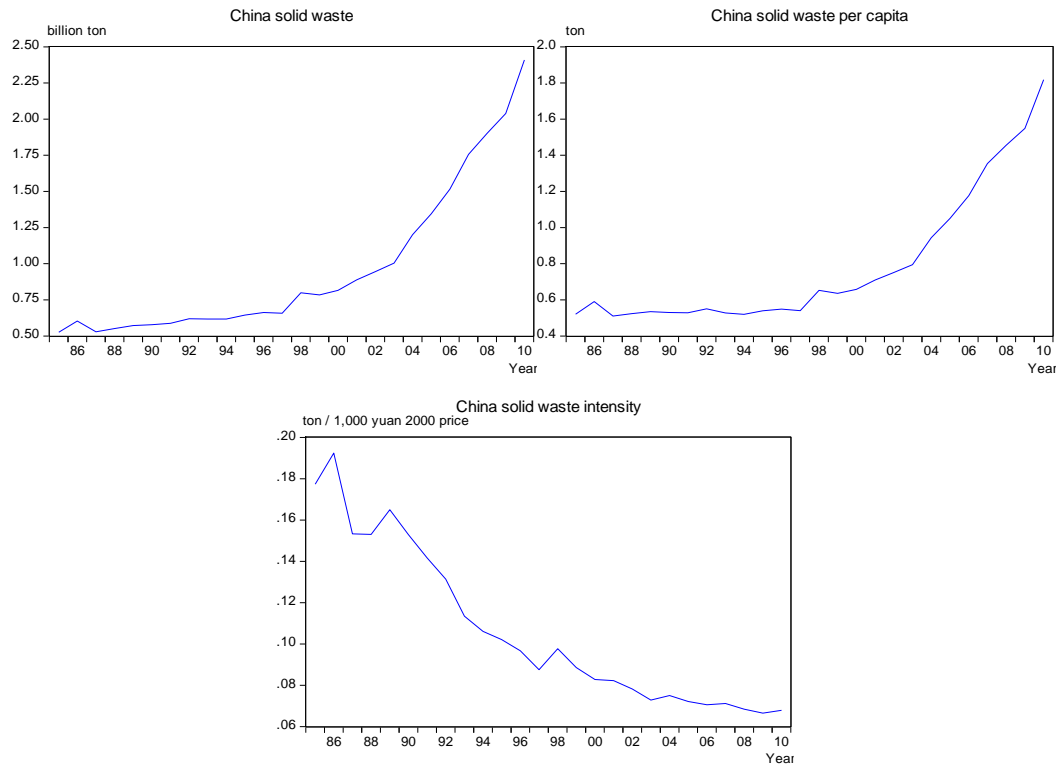 China solid waste
billion ton
2.50
2.25
2.00
1.75
1.50
1.25
1.00
0.75
0.50
86 88 90 92 94 96 98 00 02 04 06 08 10
Year
China solid waste per capita
ton
2.0
1.8
1.6
1.4
1.2
1.0
0.8
0.6
0.4
86 88 90 92 94 96 98 00 02 04 06 08 10
Year
China solid waste intensity
ton / 1,000 yuan 2000 price
.20
.18
.16
.14
.12
.10
.08
.06
86 88 90 92 94 96 98 00 02 04 06 08 10
Year